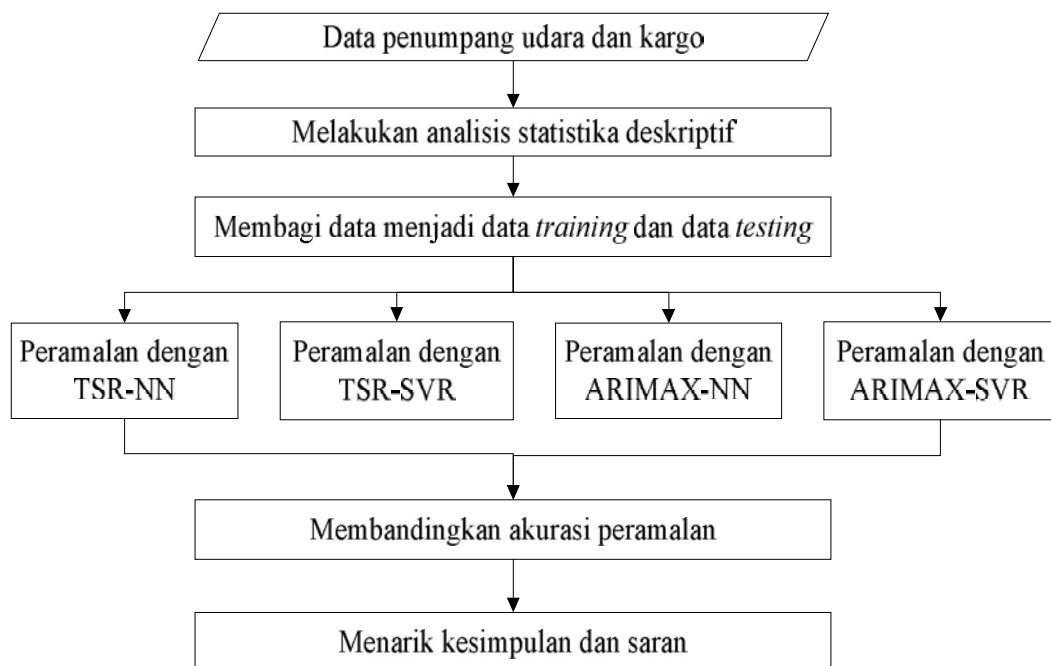 Data penumpang udara dan kargo
Melakukan analisis statistika deskriptif
Membagi data menjadi data training dan data testing
Peramalan dengan
TSR-NN
Peramalan dengan
TSR-SVR
Peramalan dengan
ARIMAX-NN
Peramalan dengan
ARIMAX-SVR
Membandingkan akurasi peramalan
Menarik kesimpulan dan saran